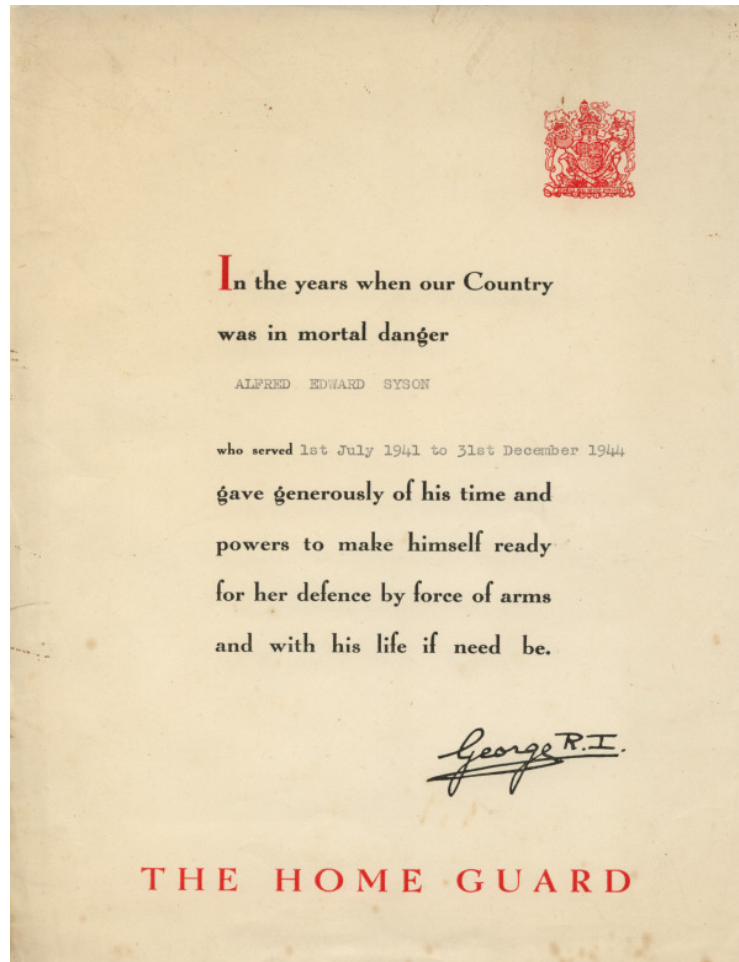 In the years when our Country
was in mortal danger
ALFRED EDWARD SYSON
who served 1st July 1941 to 31st December 1944
gave generously of his time and
powers to make himself ready
for her defence by force of arms
and with his life if need be.
George R.I.
THE HOME GUARD